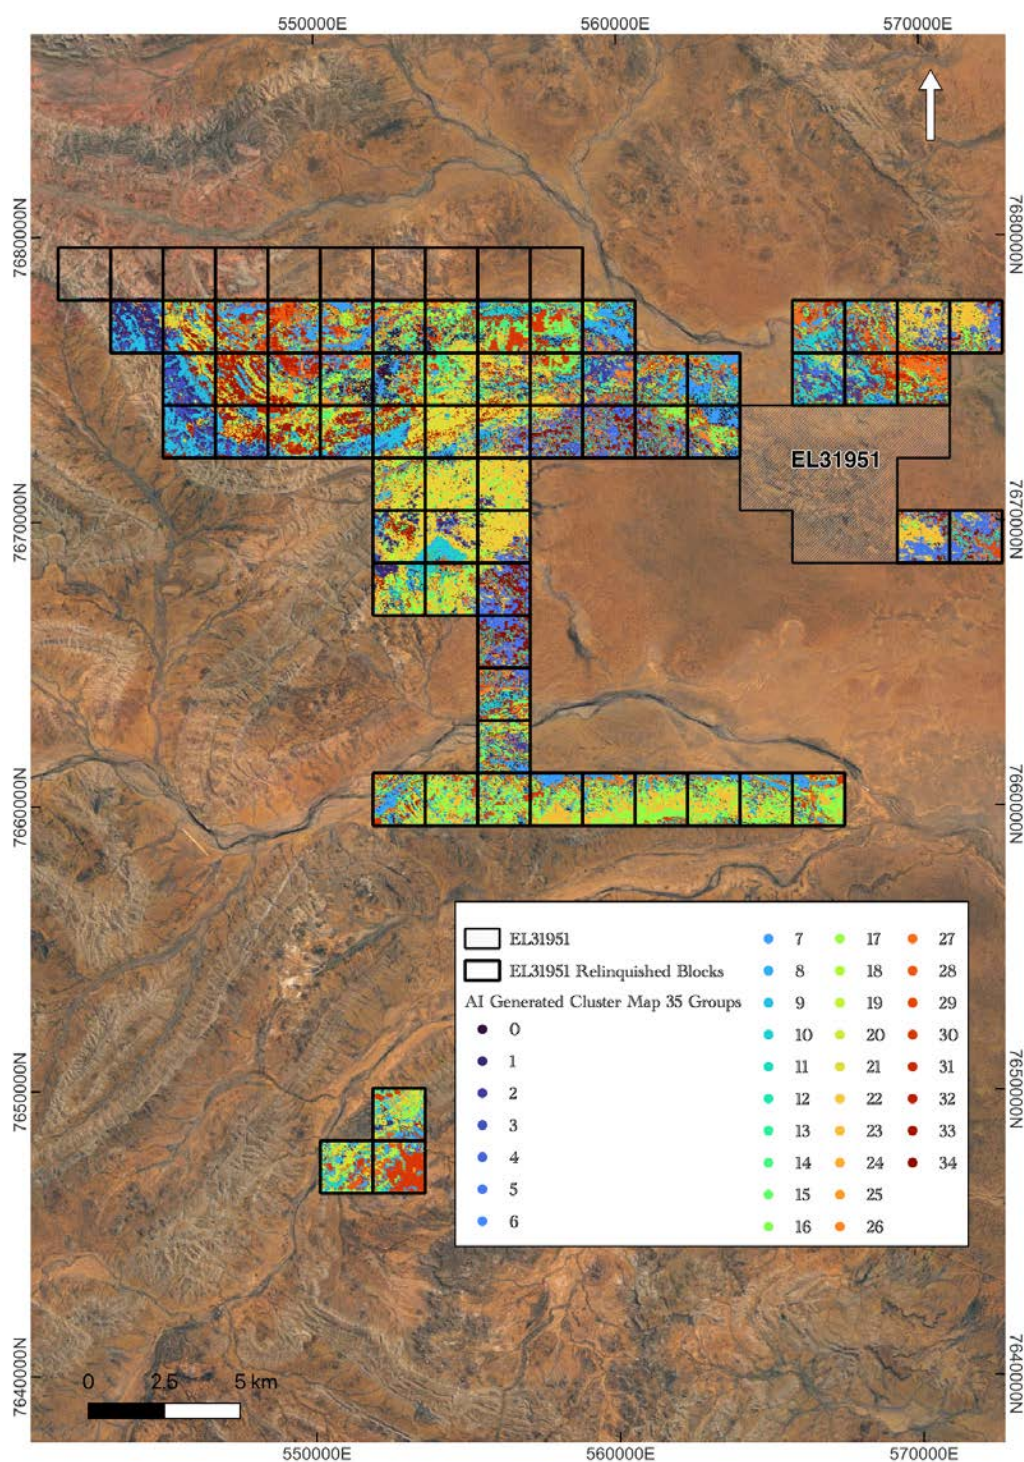 550000E 560000E 570000E
7680000N 7680000N
EL31951
7670000N 7670000N
7660000N 7660000N
EL31951
EL31951 Relinquished Blocks
AI Generated Cluster Map 35 Groups
0
1
2
3
4
5
6
7
8
9
10
11
12
13
14
15
16
17
18
19
20
21
22
23
24
25
26
27
28
29
30
31
32
33
34
7650000N 7650000N
7640000N 7640000N
0 2.5 5 km
550000E 560000E 570000E